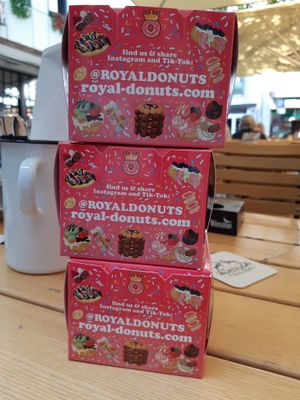 find us & share
Instagram and Tik-Tok:
@ROYALDONUTS
royal-donuts.com
find us & share
Instagram and Tik-Tok:
@ROYALDONUTS
royal-donuts.com
Winston
find us & share
Instagram and Tik-Tok:
@ROYALDONUTS
royal-donuts.com